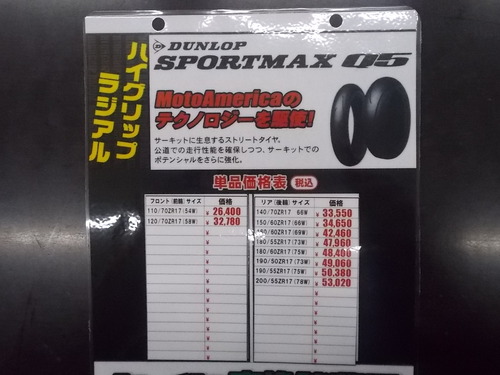 ハイグリップ
ラジアル
DUNLOP
SPORTMAX Q5
MotoAmericaの
テクノロジーを駆使!
サーキットに生息するストリートタイヤ。
公道での走行性能を確保しつつ、サーキットでの
ポテンシャルをさらに強化。
単品価格表 税込
フロント(前輪)サイズ 価格
110/70ZR17(54W) ¥ 26,400
120/70ZR17(58W) ¥ 32,780
リア(後輪)サイズ 価格
140/70ZR17 66W ¥ 33,550
150/60ZR17 66W ¥ 34,650
160/60ZR17(69W) ¥ 42,460
180/55ZR17(73W) ¥ 47,960
180/60ZR17(75W) ¥ 48,400
190/50ZR17(73W) ¥ 49,060
190/55ZR17(75W) ¥ 50,380
200/55ZR17(78W) ¥ 53,020